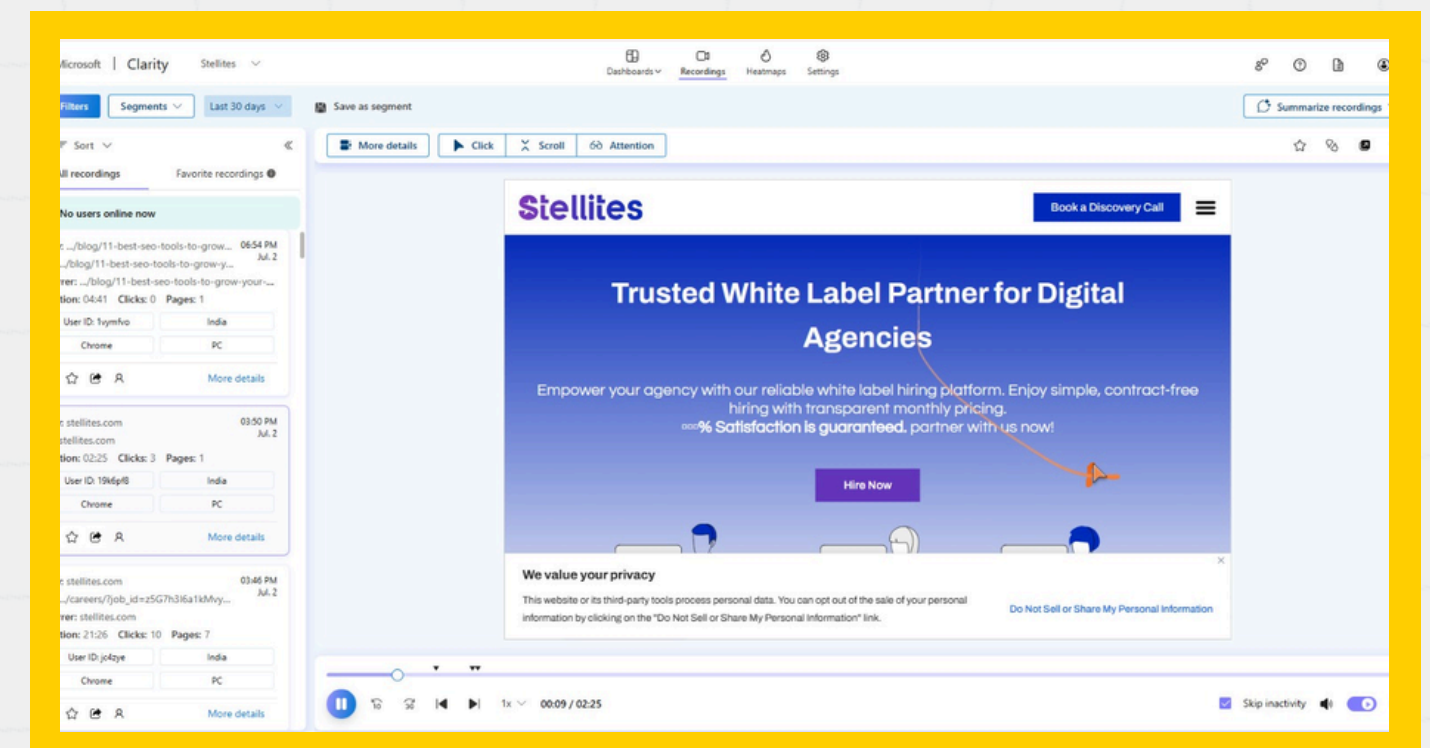 Microsoft | Clarity Stellites
Dashboards Recordings Heatmaps Settings
Filters Segments Last 30 days Save as segment Summarize recordings
Sort
All recordings Favorite recordings
No users online now
: .../blog/11-best-seo-tools-to-grow... 06:54 PM
.../blog/11-best-seo-tools-to-grow-y... Jul. 2
rrer: .../blog/11-best-seo-tools-to-grow-your-...
tion: 04:41 Clicks: 0 Pages: 1
User ID: 1vymfvo India
Chrome PC
More details
: stellites.com 03:50 PM
stellites.com Jul. 2
tion: 02:25 Clicks: 3 Pages: 1
User ID: 19k6pf8 India
Chrome PC
More details
: stellites.com 03:46 PM
.../careers/?job_id=z5G7h3l6a1kMvy... Jul. 2
rrer: stellites.com
tion: 21:26 Clicks: 10 Pages: 7
User ID: jo4zye India
Chrome PC
More details
More details Click Scroll Attention
Stellites Book a Discovery Call
Trusted White Label Partner for Digital
Agencies
Empower your agency with our reliable white label hiring platform. Enjoy simple, contract-free
hiring with transparent monthly pricing.
% Satisfaction is guaranteed. partner with us now!
Hire Now
We value your privacy
This website or its third-party tools process personal data. You can opt out of the sale of your personal
information by clicking on the "Do Not Sell or Share My Personal Information" link.
Do Not Sell or Share My Personal Information
10 30 1x 00:09 / 02:25 Skip inactivity